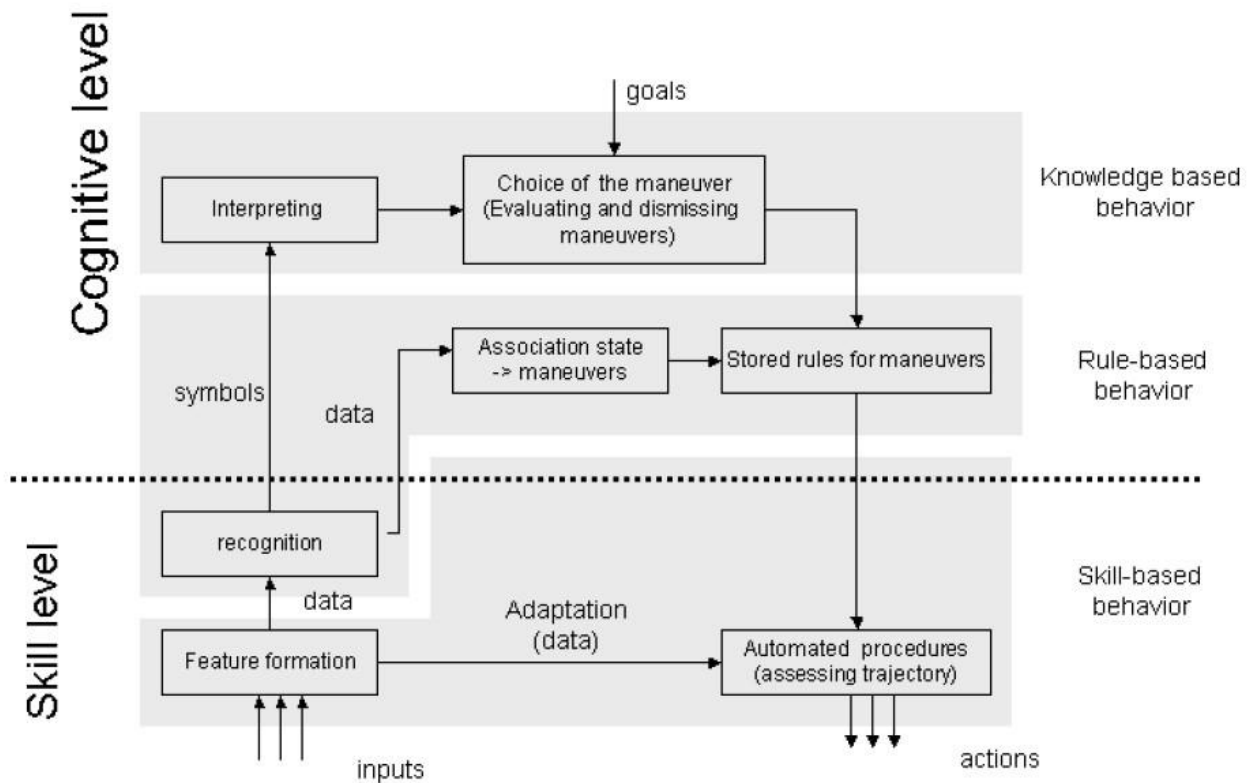 Cognitive level
goals
Interpreting
Choice of the maneuver
(Evaluating and dismissing
maneuvers)
Knowledge based
behavior
symbols
data
Association state
-> maneuvers
Stored rules for maneuvers
Rule-based
behavior
Skill level
recognition
data
Adaptation
(data)
Skill-based
behavior
Feature formation
Automated procedures
(assessing trajectory)
inputs
actions